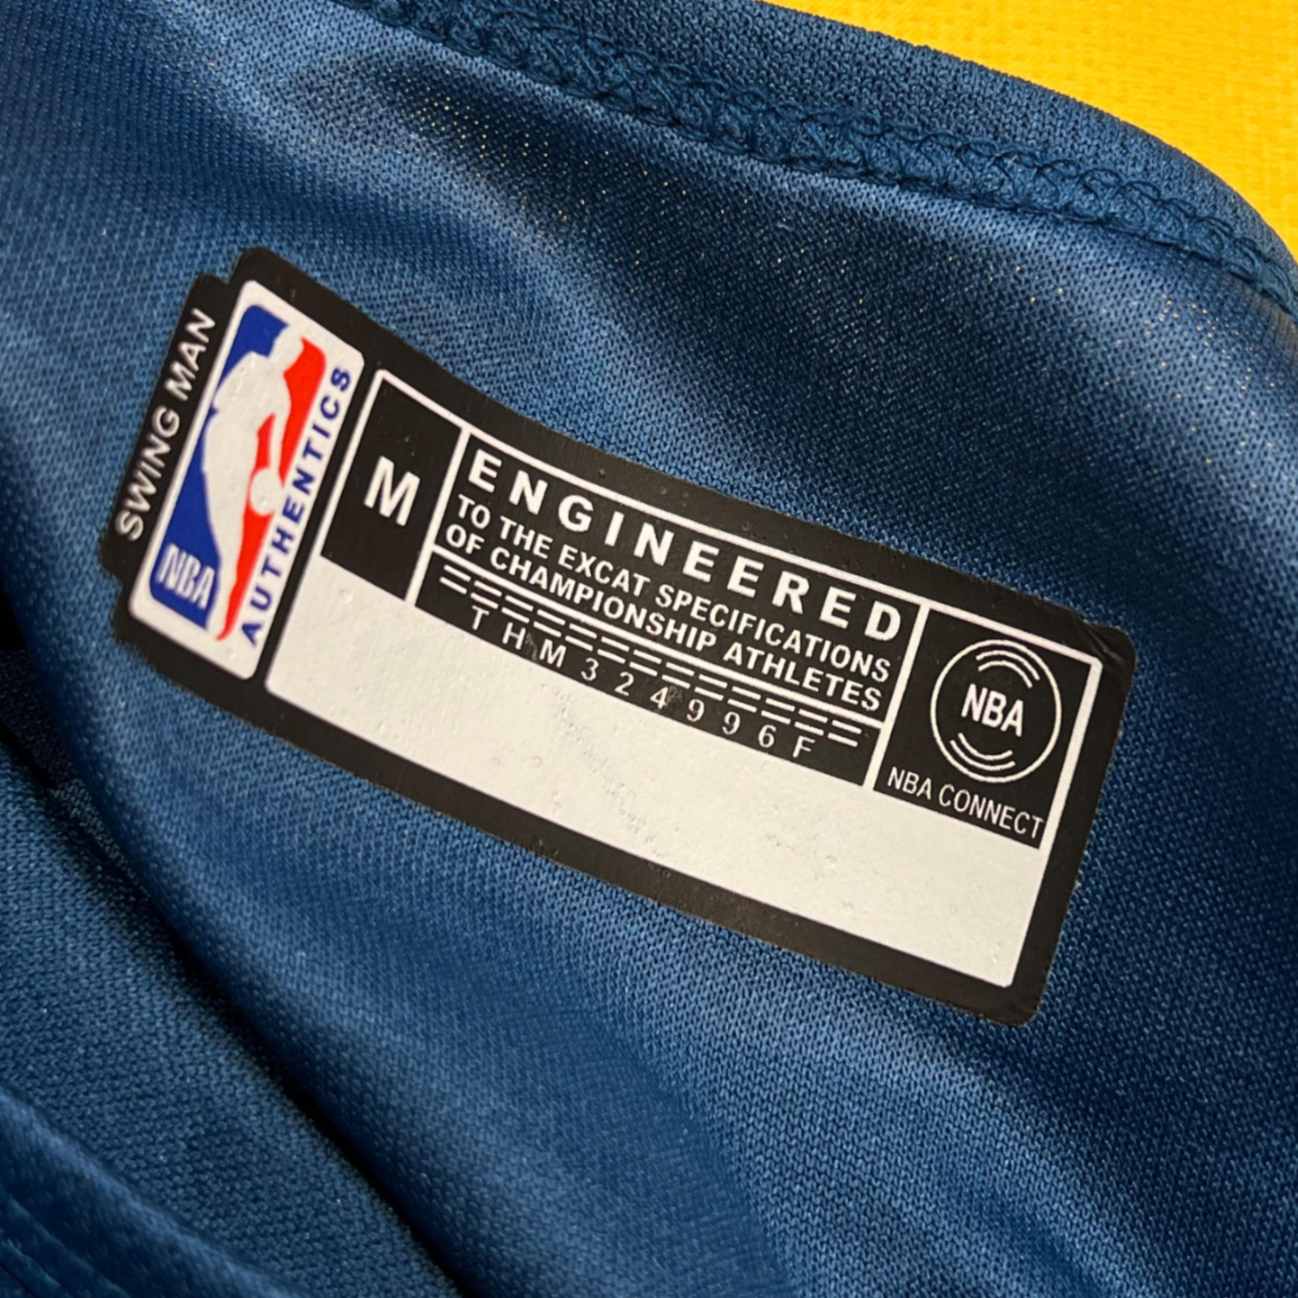 SWING MAN
NBA
AUTHENTICS
M
ENGINEERED
TO THE EXCAT SPECIFICATIONS
OF CHAMPIONSHIP ATHLETES
THM324996F
NBA
NBA CONNECT